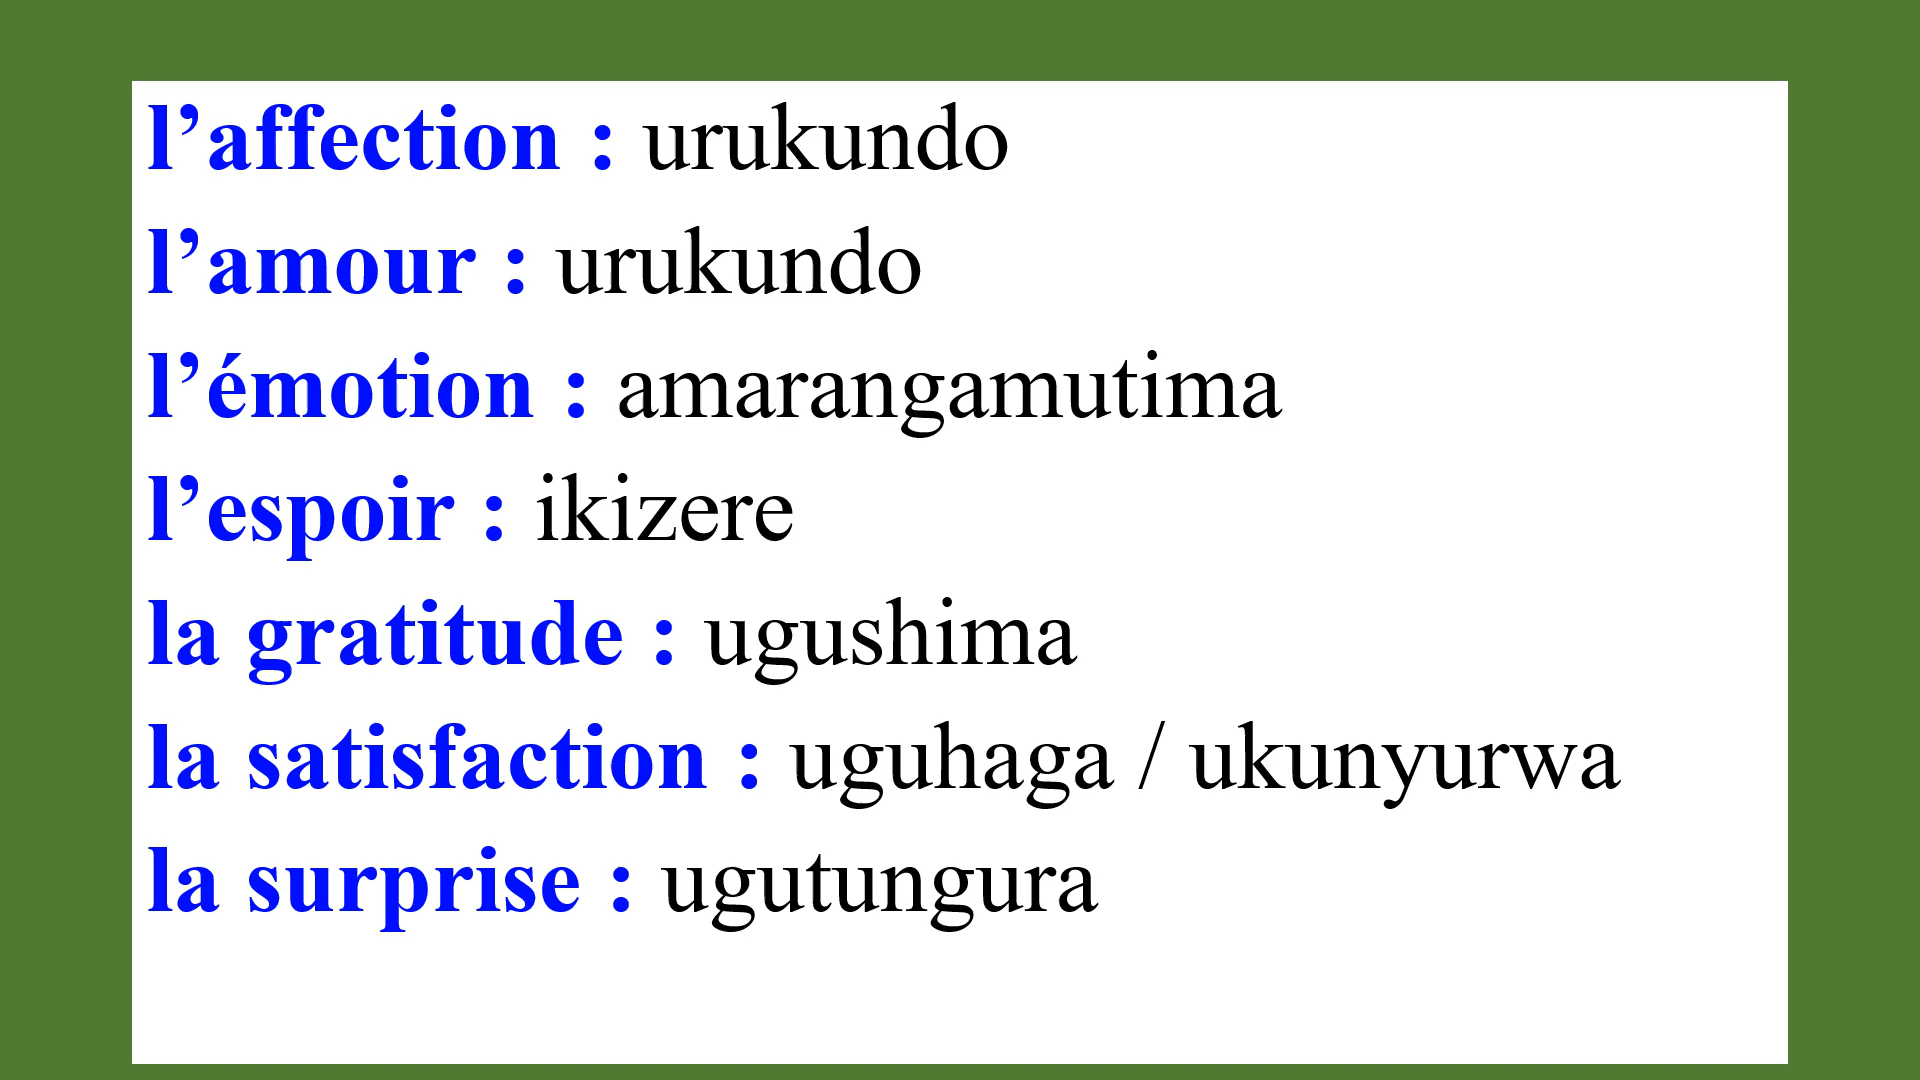 l’affection : urukundo
l’amour : urukundo
l’émotion : amarangamutima
l’espoir : ikizere
la gratitude : ugushima
la satisfaction : uguhaga / ukunyurwa
la surprise : ugutungura